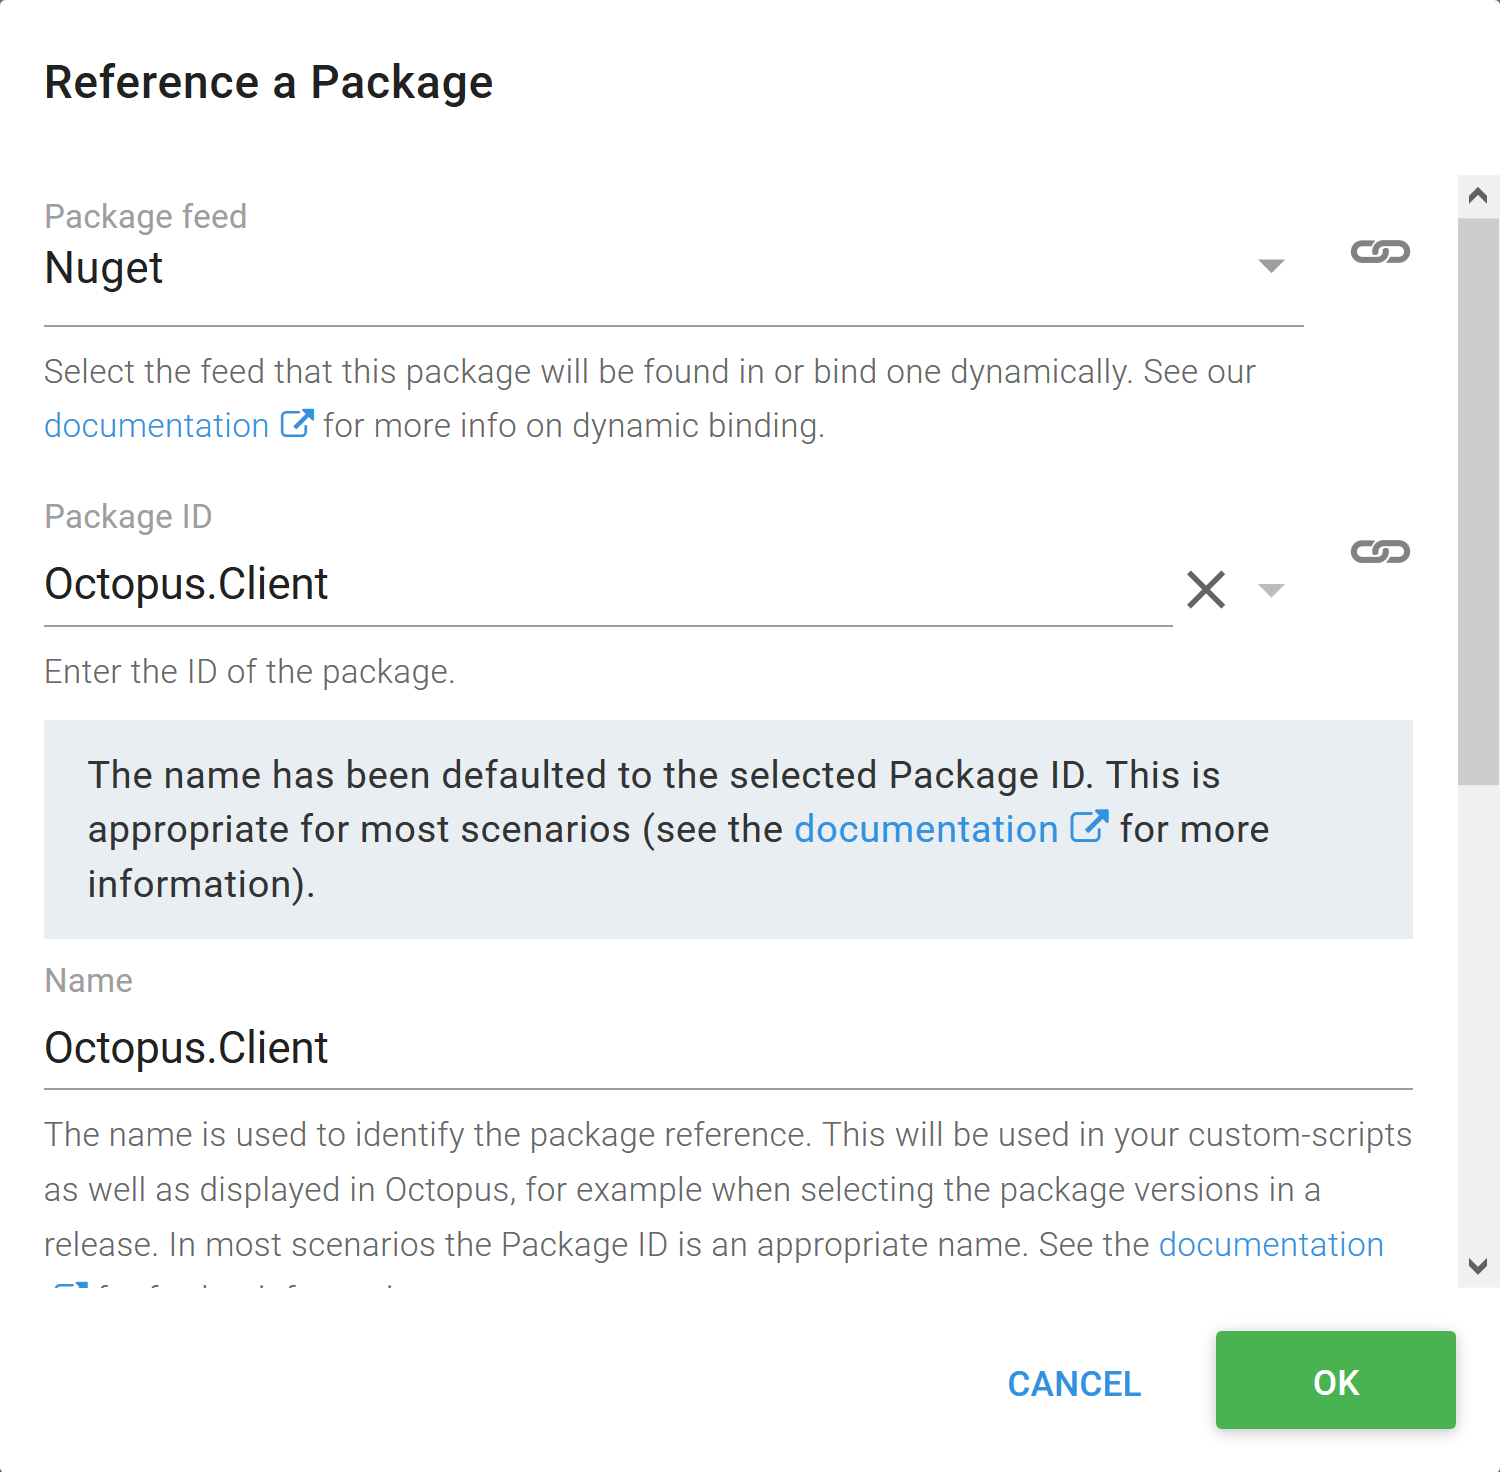 Reference a Package
Package feed
Nuget
Select the feed that this package will be found in or bind one dynamically. See our
documentation for more info on dynamic binding.
Package ID
Octopus.Client
Enter the ID of the package.
The name has been defaulted to the selected Package ID. This is
appropriate for most scenarios (see the documentation for more
information).
Name
Octopus.Client
The name is used to identify the package reference. This will be used in your custom-scripts
as well as displayed in Octopus, for example when selecting the package versions in a
release. In most scenarios the Package ID is an appropriate name. See the documentation
CANCEL
OK